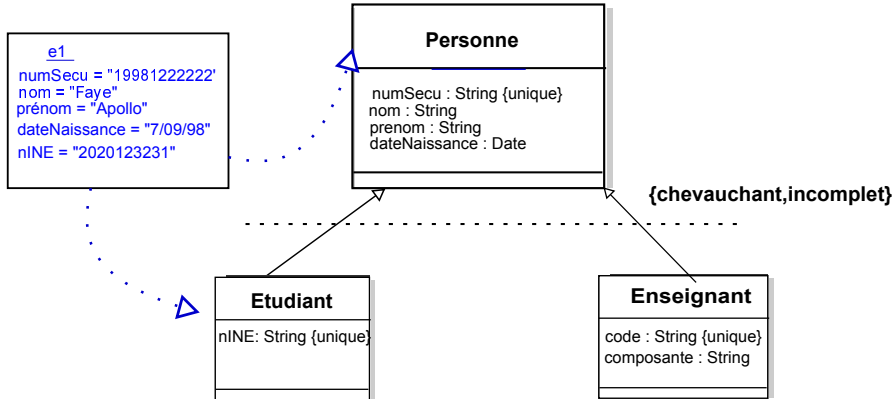 e1
numSecu = "19981222222'
nom = "Faye"
prénom = "Apollo"
dateNaissance = "7/09/98"
nINE = "2020123231"
Personne
numSecu : String {unique}
nom : String
prenom : String
dateNaissance : Date
{chevauchant,incomplet}
Etudiant
nINE: String {unique}
Enseignant
code : String {unique}
composante : String